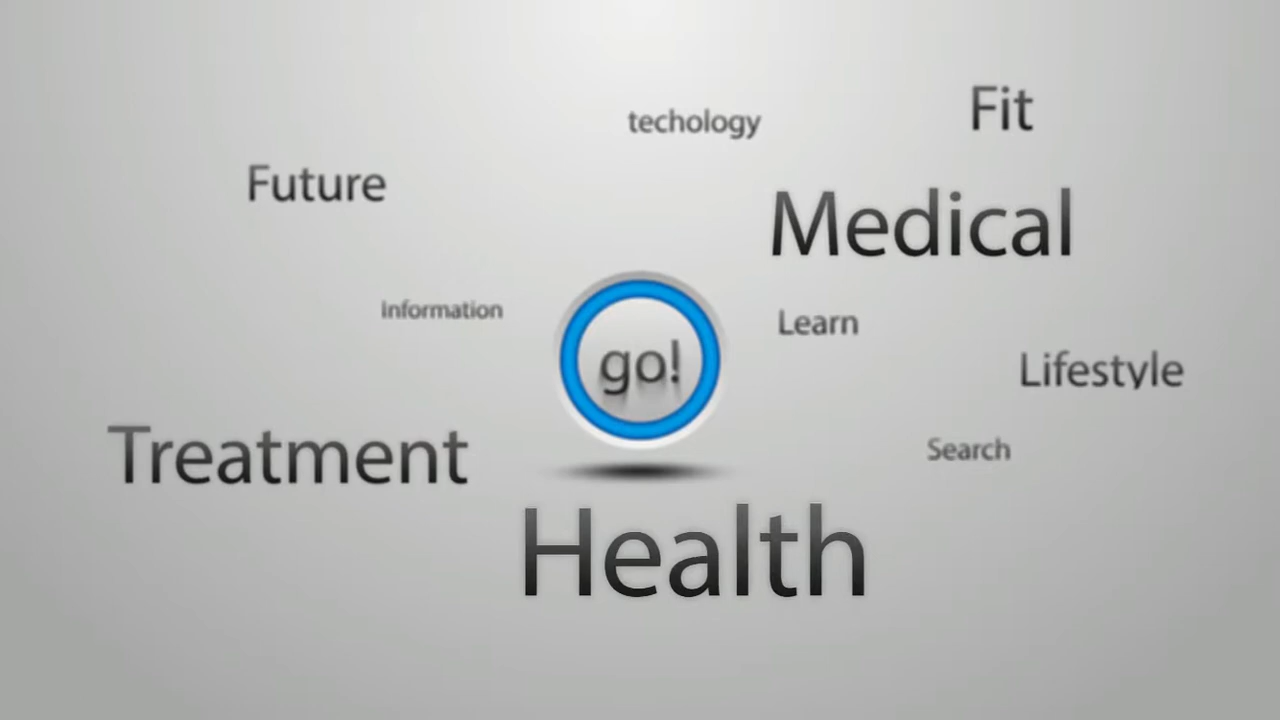 Fit
techology
Future
Medical
Information
Learn
go!
Lifestyle
Treatment
Search
Health